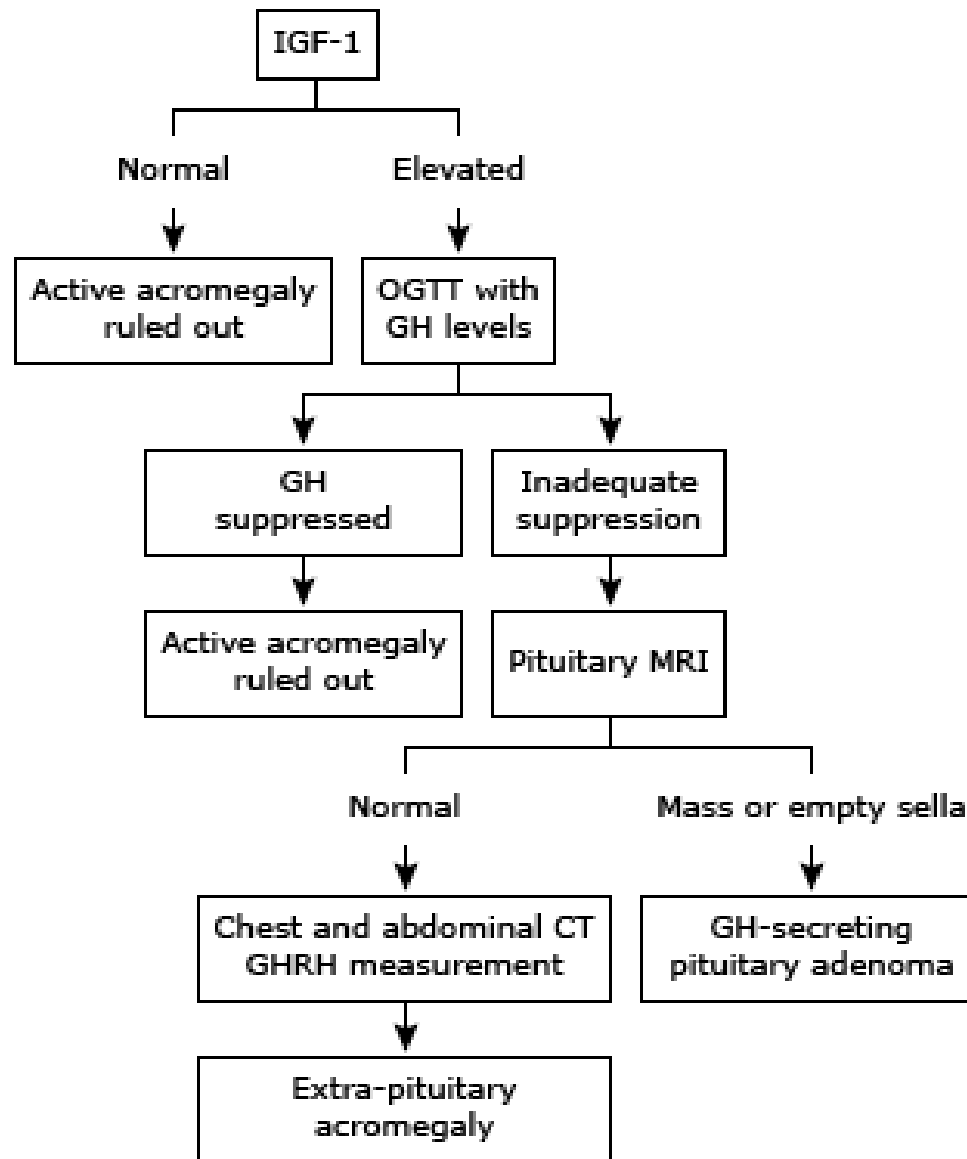 IGF-1
Normal
Elevated
Active acromegaly
ruled out
OGTT with
GH levels
GH
suppressed
Inadequate
suppression
Active acromegaly
ruled out
Pituitary MRI
Normal
Mass or empty sella
Chest and abdominal CT
GHRH measurement
GH-secreting
pituitary adenoma
Extra-pituitary
acromegaly